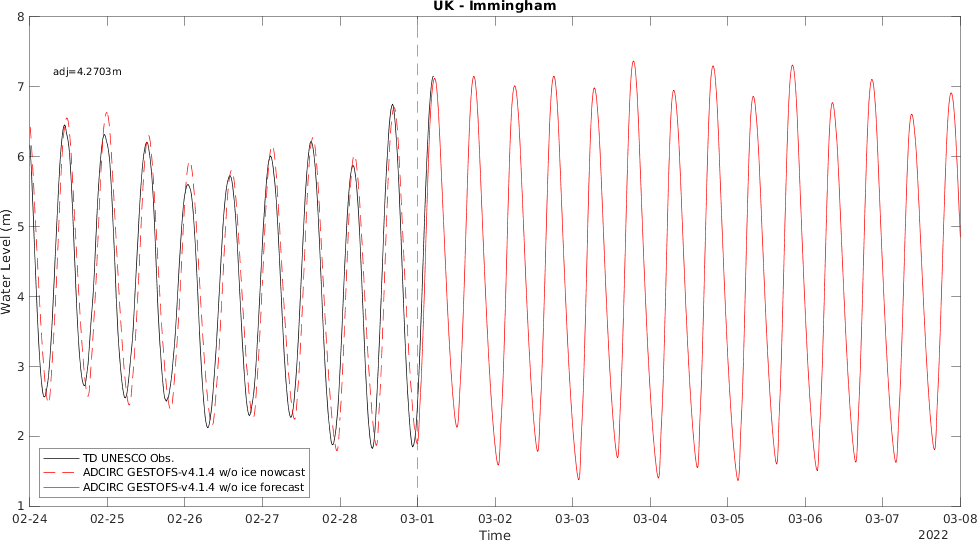 UK - Immingham
8
adj=4.2703m
7
6
5
4
3
2
1
Water Level (m)
TD UNESCO Obs.
ADCIRC GESTOFS-v4.1.4 w/o ice nowcast
ADCIRC GESTOFS-v4.1.4 w/o ice forecast
02-24 02-25 02-26 02-27 02-28 03-01 03-02 03-03 03-04 03-05 03-06 03-07 03-08
Time
2022